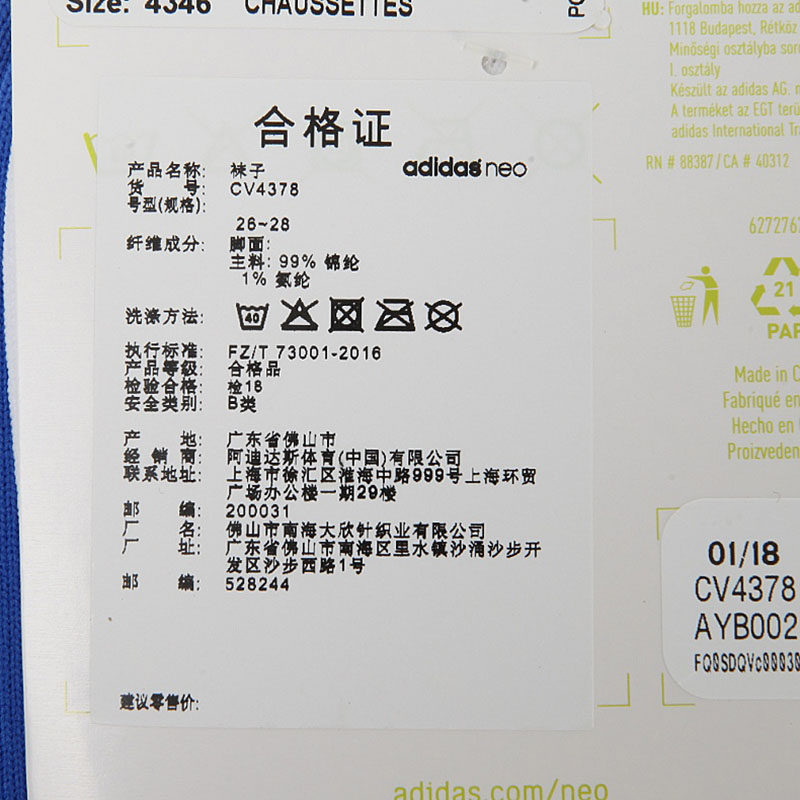 Size: 4346 CHAUSSETTES
HU: Forgalomba hozza az ad
1118 Budapest, Rétköz
Minőségi osztályba soro
I. osztály
Készült az adidas AG.
A terméket az EGT terü
adidas International Tra
RN # 88387/CA # 40312
合格证
adidas neo
产品名称: 袜子
货 号: CV4378
号型(规格):
26~28
纤维成分: 脚面:
主料: 99% 锦纶
1% 氨纶
洗涤方法: 40
执行标准: FZ/T 73001-2016
产品等级: 合格品
检验合格: 检18
安全类别: B类
产 地: 广东省佛山市
经 销 商: 阿迪达斯体育(中国)有限公司
联系地址: 上海市徐汇区淮海中路999号上海环贸
广场办公楼一期29楼
邮 编: 200031
厂 名: 佛山市南海大欣针织业有限公司
厂 址: 广东省佛山市南海区里水镇沙涌沙步开
发区沙步西路1号
邮 编: 528244
建议零售价:
21
PAP
Made in C
Fabriqué en
Hecho en
Proizveden
01/18
CV4378
AYB002
adidas.com/neo